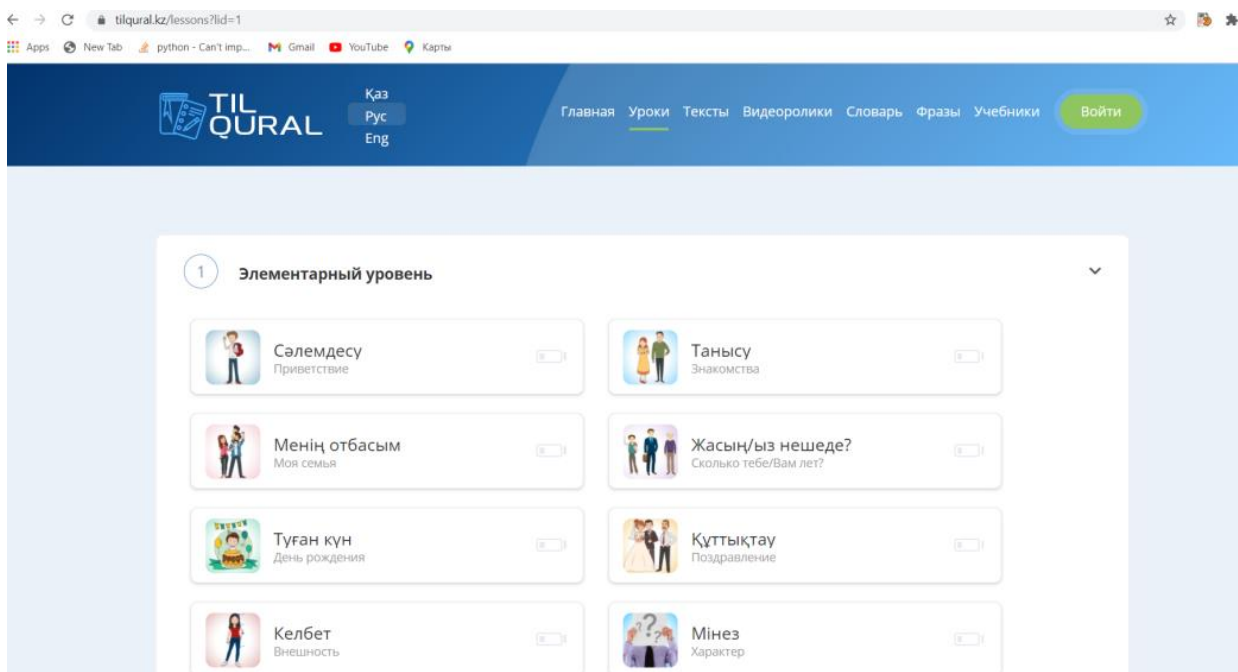 tilqural.kz/lessons?lid=1
Apps New Tab python - Can't imp... Gmail YouTube Карты
TIL
QURAL
Қаз
Рус
Eng
Главная Уроки Тексты Видеоролики Словарь Фразы Учебники Войти
1 Элементарный уровень
Сәлемдесу
Приветствие
Танысу
Знакомства
Менің отбасым
Моя семья
Жасың/ыз нешеде?
Сколько тебе/Вам лет?
Туған күн
День рождения
Құттықтау
Поздравление
Келбет
Внешность
Мінез
Характер